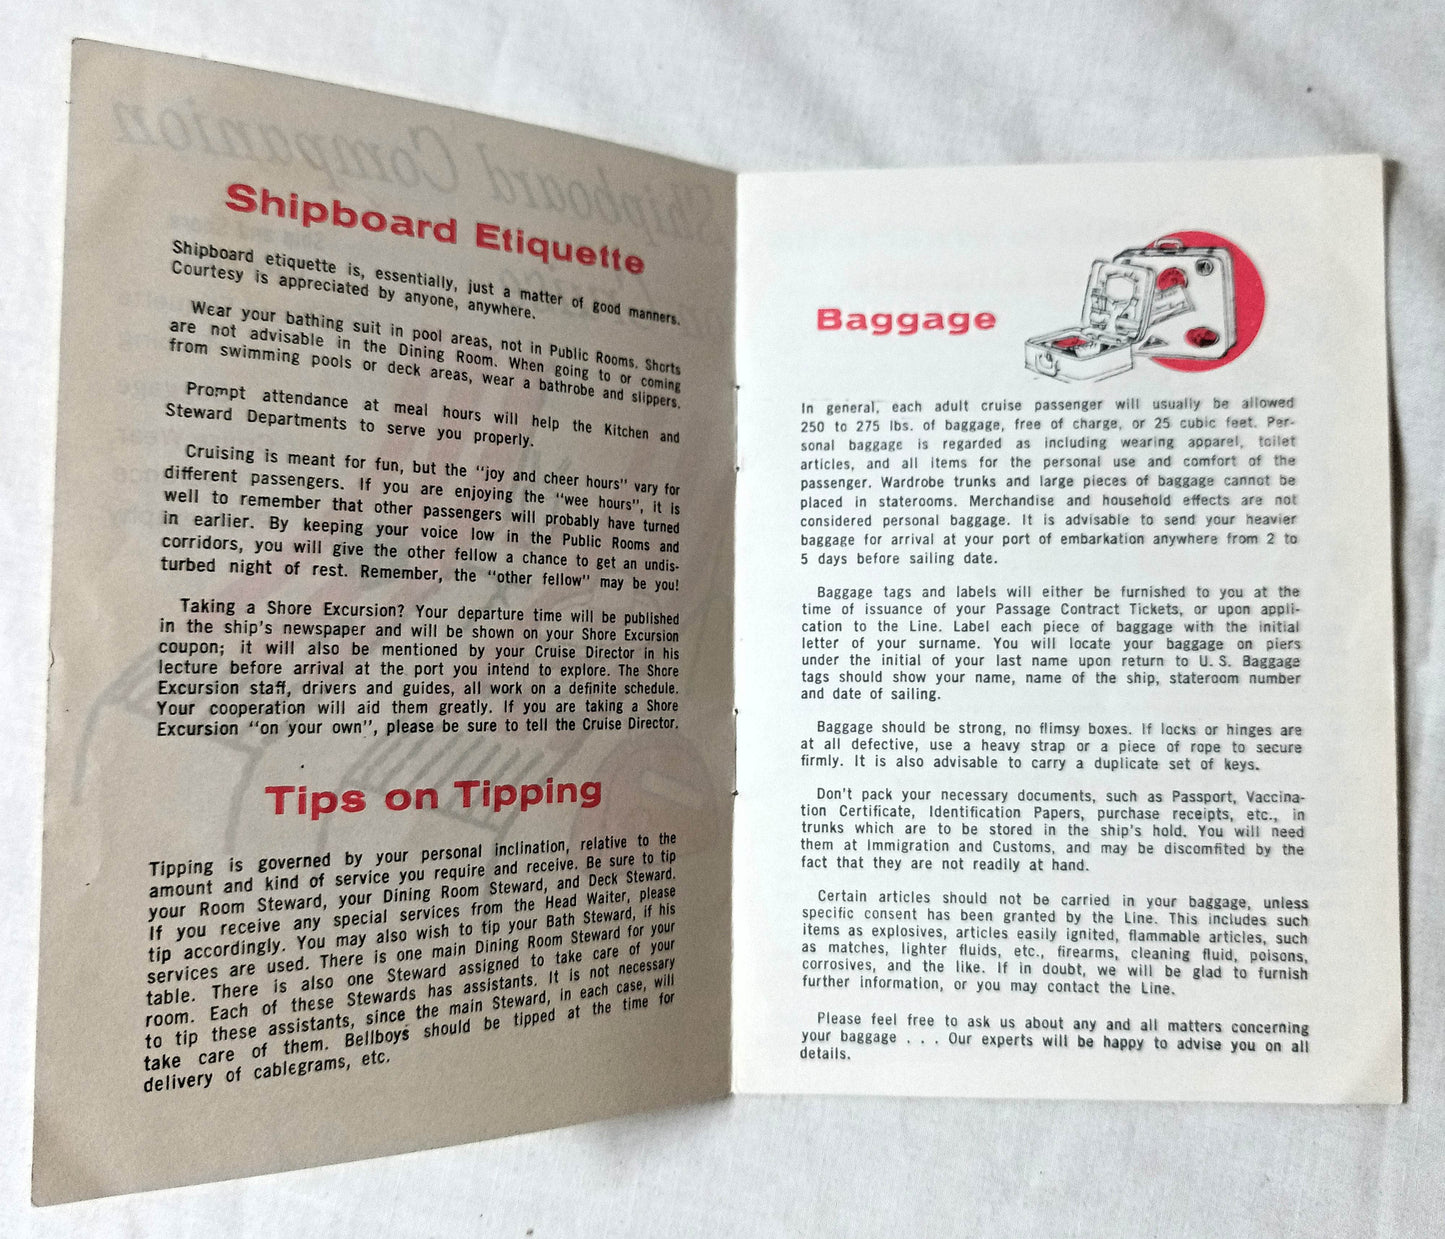 Shipboard Companion
Shipboard Etiquette
Shipboard etiquette is, essentially, just a matter of good manners.
Courtesy is appreciated by anyone, anywhere.
Wear your bathing suit in pool areas, not in Public Rooms. Shorts
are not advisable in the Dining Room. When going to or coming
from swimming pools or deck areas, wear a bathrobe and slippers.
Prompt attendance at meal hours will help the Kitchen and
Steward Departments to serve you properly.
Cruising is meant for fun, but the "joy and cheer hours" vary for
different passengers. If you are enjoying the "wee hours", it is
well to remember that other passengers will probably have turned
in earlier. By keeping your voice low in the Public Rooms and
corridors, you will give the other fellow a chance to get an undis-
turbed night of rest. Remember, the "other fellow" may be you!
Taking a Shore Excursion? Your departure time will be published
in the ship's newspaper and will be shown on your Shore Excursion
coupon; it will also be mentioned by your Cruise Director in his
lecture before arrival at the port you intend to explore. The Shore
Excursion staff, drivers and guides, all work on a definite schedule.
Your cooperation will aid them greatly. If you are taking a Shore
Excursion "on your own", please be sure to tell the Cruise Director.
Tips on Tipping
Tipping is governed by your personal inclination, relative to the
amount and kind of service you require and receive. Be sure to tip
your Room Steward, your Dining Room Steward, and Deck Steward.
If you receive any special services from the Head Waiter, please
tip accordingly. You may also wish to tip your Bath Steward, if his
services are used. There is one main Dining Room Steward for your
table. There is also one Steward assigned to take care of your
room. Each of these Stewards has assistants. It is not necessary
to tip these assistants, since the main Steward, in each case, will
take care of them. Bellboys should be tipped at the time for
delivery of cablegrams, etc.
Baggage
In general, each adult cruise passenger will usually be allowed
250 to 275 lbs. of baggage, free of charge, or 25 cubic feet. Per-
sonal baggage is regarded as including wearing apparel, toilet
articles, and all items for the personal use and comfort of the
passenger. Wardrobe trunks and large pieces of baggage cannot be
placed in staterooms. Merchandise and household effects are not
considered personal baggage. It is advisable to send your heavier
baggage for arrival at your port of embarkation anywhere from 2 to
5 days before sailing date.
Baggage tags and labels will either be furnished to you at the
time of issuance of your Passage Contract Tickets, or upon appli-
cation to the Line. Label each piece of baggage with the initial
letter of your surname. You will locate your baggage on piers
under the initial of your last name upon return to U. S. Baggage
tags should show your name, name of the ship, stateroom number
and date of sailing.
Baggage should be strong, no flimsy boxes. If locks or hinges are
at all defective, use a heavy strap or a piece of rope to secure
firmly. It is also advisable to carry a duplicate set of keys.
Don't pack your necessary documents, such as Passport, Vaccina-
tion Certificate, Identification Papers, purchase receipts, etc., in
trunks which are to be stored in the ship's hold. You will need
them at Immigration and Customs, and may be discomfited by the
fact that they are not readily at hand.
Certain articles should not be carried in your baggage, unless
specific consent has been granted by the Line. This includes such
items as explosives, articles easily ignited, flammable articles, such
as matches, lighter fluids, etc., firearms, cleaning fluid, poisons,
corrosives, and the like. If in doubt, we will be glad to furnish
further information, or you may contact the Line.
Please feel free to ask us about any and all matters concerning
your baggage . . . Our experts will be happy to advise you on all
details.